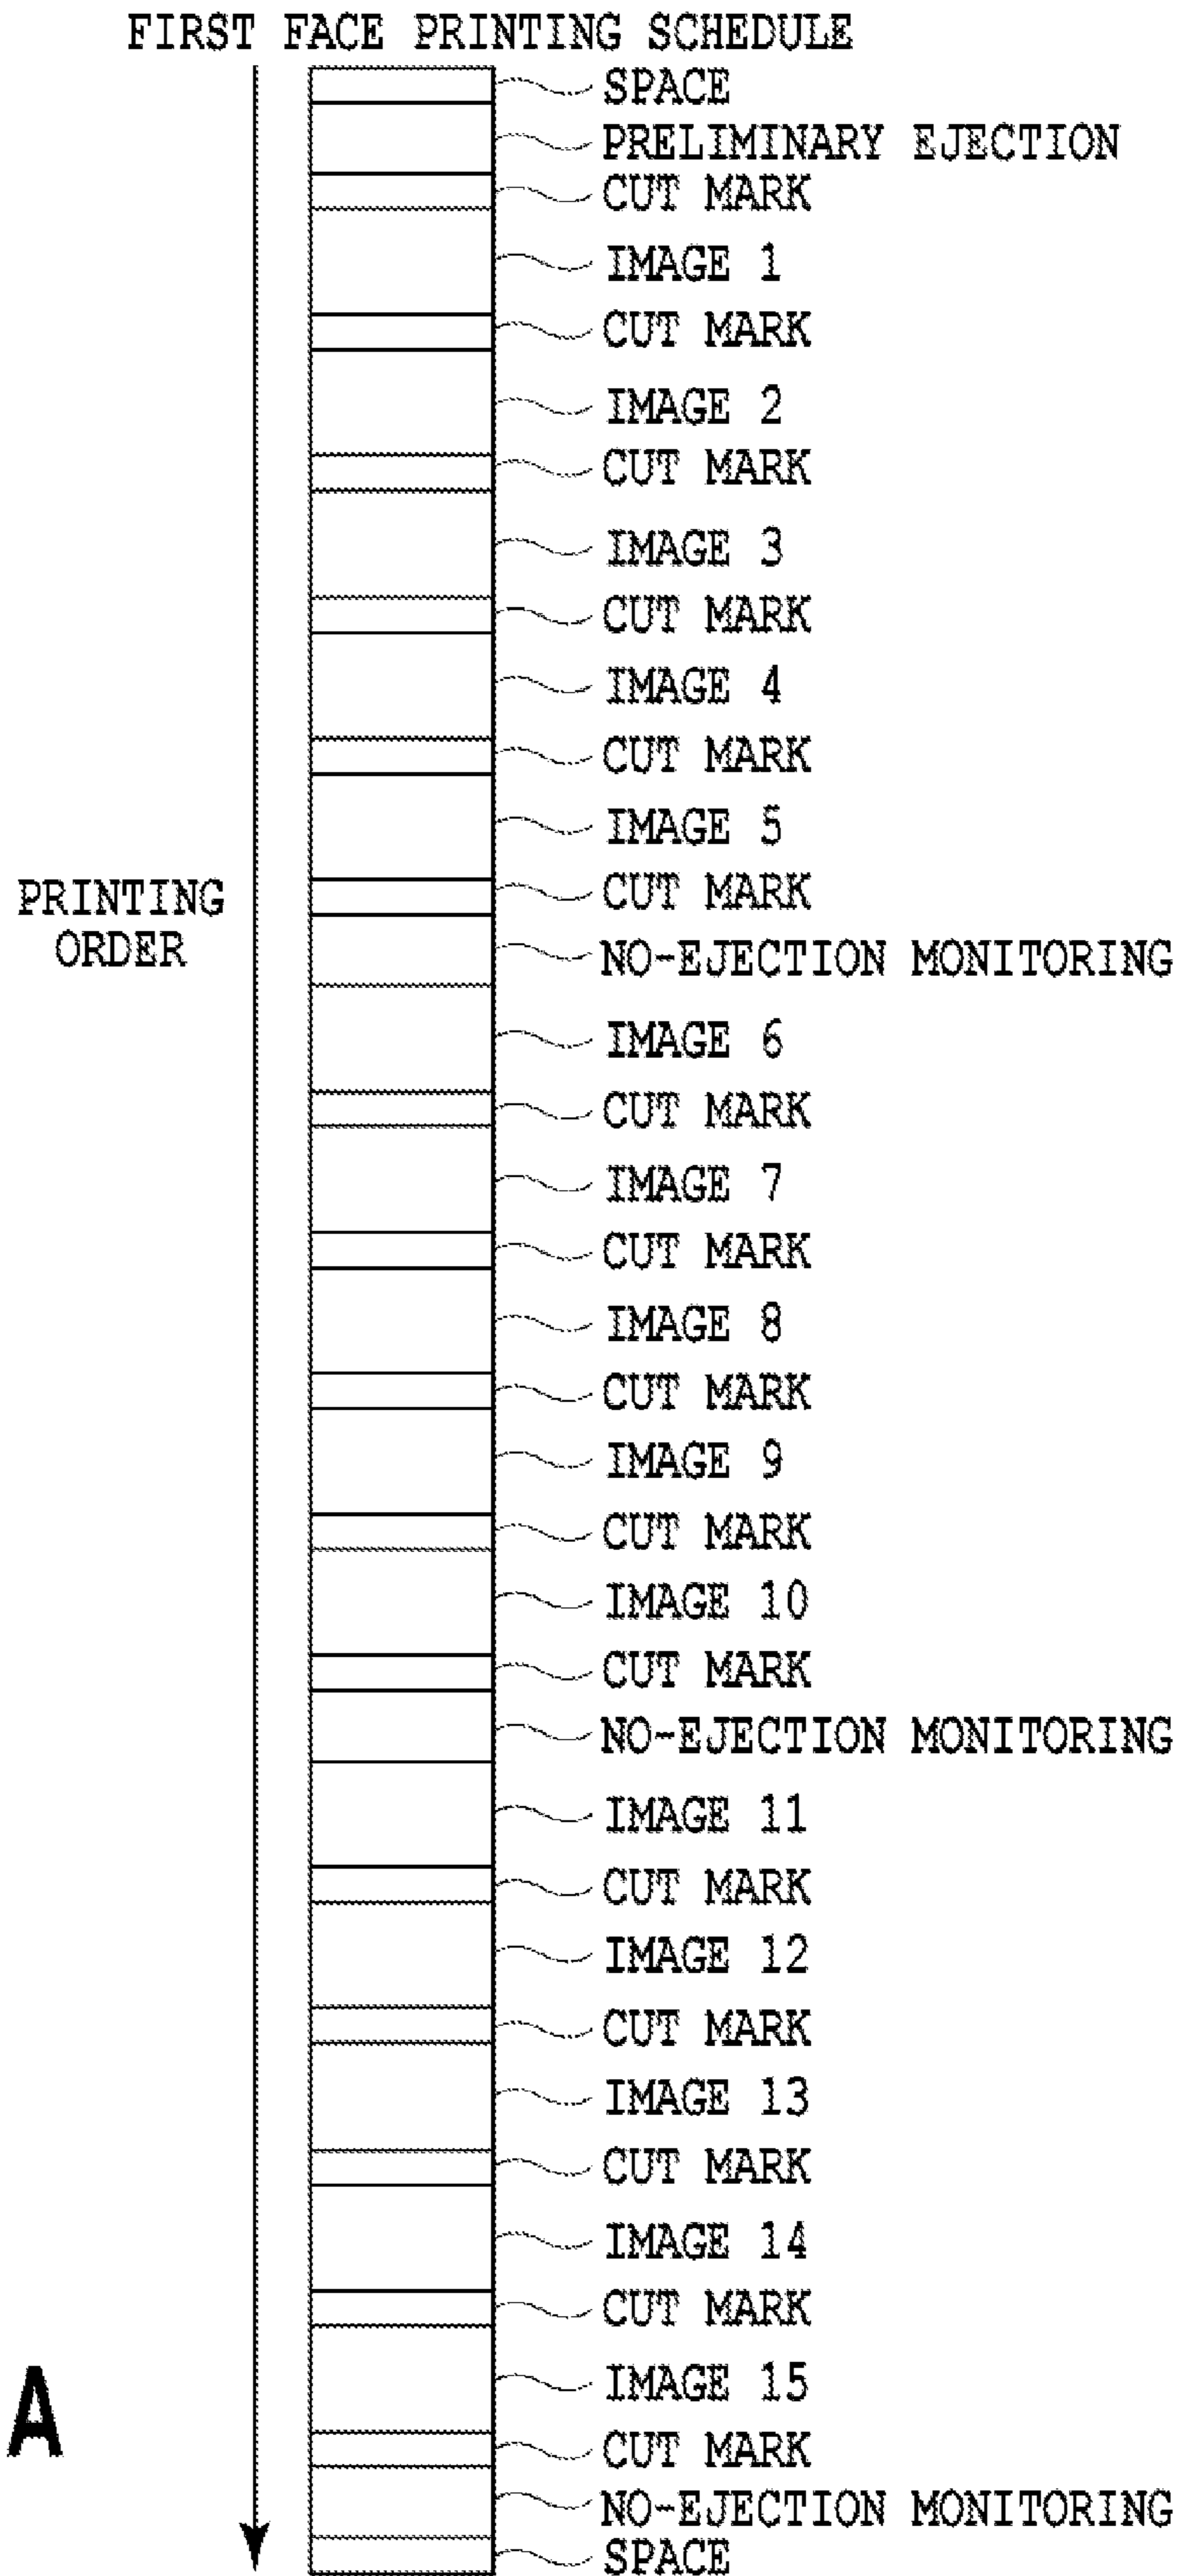 FIRST FACE PRINTING SCHEDULE
SPACE
PRELIMINARY EJECTION
CUT MARK
IMAGE 1
CUT MARK
IMAGE 2
CUT MARK
IMAGE 3
CUT MARK
IMAGE 4
CUT MARK
IMAGE 5
PRINTING
ORDER
CUT MARK
NO-EJECTION MONITORING
IMAGE 6
CUT MARK
IMAGE 7
CUT MARK
IMAGE 8
CUT MARK
IMAGE 9
CUT MARK
IMAGE 10
CUT MARK
NO-EJECTION MONITORING
IMAGE 11
CUT MARK
IMAGE 12
CUT MARK
IMAGE 13
CUT MARK
IMAGE 14
CUT MARK
IMAGE 15
A
CUT MARK
NO-EJECTION MONITORING
SPACE